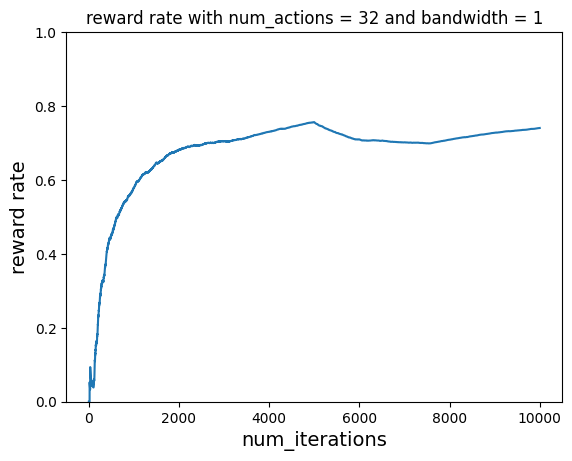 reward rate with num_actions = 32 and bandwidth = 1
1.0
0.8
0.6
0.4
0.2
0.0
reward rate
0 2000 4000 6000 8000 10000
num_iterations